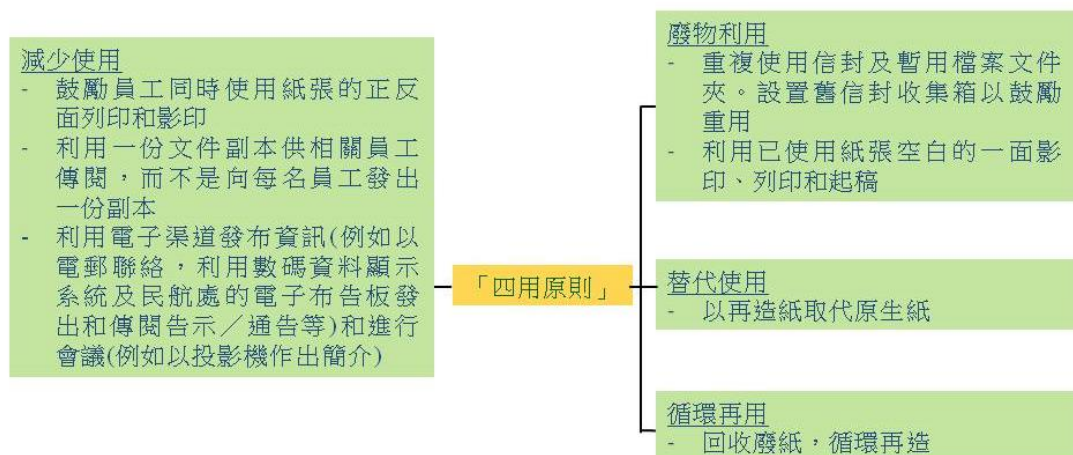 減少使用
- 鼓勵員工同時使用紙張的正反
面列印和影印
- 利用一份文件副本供相關員工
傳閱，而不是向每名員工發出
一份副本
- 利用電子渠道發布資訊(例如以
電郵聯絡，利用數碼資料顯示
系統及民航處的電子布告板發
出和傳閱告示／通告等)和進行
會議(例如以投影機作出簡介)
「四用原則」
廢物利用
- 重複使用信封及暫用檔案文件
夾。設置舊信封收集箱以鼓勵
重用
- 利用已使用紙張空白的一面影
印、列印和起稿
替代使用
- 以再造紙取代原生紙
循環再用
- 回收廢紙，循環再造